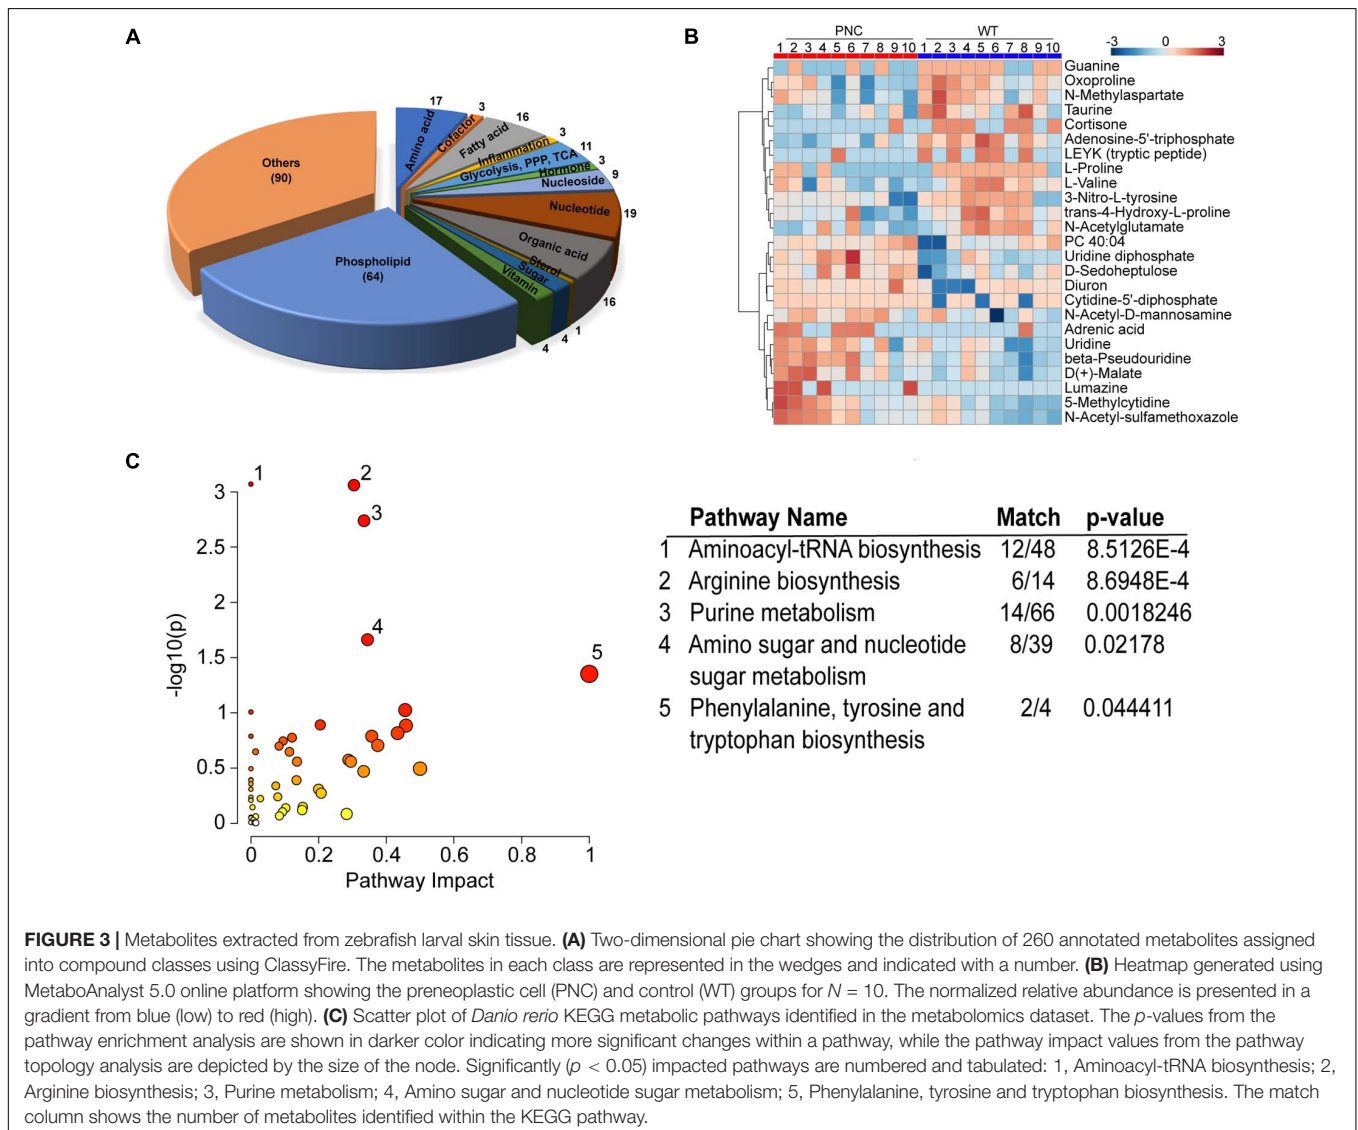 A
17
3
16
3
11
3
9
19
16
1
4
4
Amino acid
Cofactor
Fatty acid
Inflammation
Glycolysis, PPP, TCA
Hormone
Nucleoside
Nucleotide
Organic acid
Sterol
Sugar
Vitamin
Others
(90)
Phospholipid
(64)
B
PNC WT
1 2 3 4 5 6 7 8 9 10 1 2 3 4 5 6 7 8 9 10
-3 0 3
Guanine
Oxoproline
N-Methylaspartate
Taurine
Cortisone
Adenosine-5'-triphosphate
LEYK (tryptic peptide)
L-Proline
L-Valine
3-Nitro-L-tyrosine
trans-4-Hydroxy-L-proline
N-Acetylglutamate
PC 40:04
Uridine diphosphate
D-Sedoheptulose
Diuron
Cytidine-5'-diphosphate
N-Acetyl-D-mannosamine
Adrenic acid
Uridine
beta-Pseudouridine
D(+)-Malate
Lumazine
5-Methylcytidine
N-Acetyl-sulfamethoxazole
C
-log10(p)
3
2.5
2
1.5
1
0.5
0
1
2
3
4
5
0 0.2 0.4 0.6 0.8 1
Pathway Impact
Pathway Name Match p-value
1 Aminoacyl-tRNA biosynthesis 12/48 8.5126E-4
2 Arginine biosynthesis 6/14 8.6948E-4
3 Purine metabolism 14/66 0.0018246
4 Amino sugar and nucleotide 8/39 0.02178
sugar metabolism
5 Phenylalanine, tyrosine and 2/4 0.044411
tryptophan biosynthesis
FIGURE 3 | Metabolites extracted from zebrafish larval skin tissue. (A) Two-dimensional pie chart showing the distribution of 260 annotated metabolites assigned
into compound classes using ClassyFire. The metabolites in each class are represented in the wedges and indicated with a number. (B) Heatmap generated using
MetaboAnalyst 5.0 online platform showing the preneoplastic cell (PNC) and control (WT) groups for N = 10. The normalized relative abundance is presented in a
gradient from blue (low) to red (high). (C) Scatter plot of Danio rerio KEGG metabolic pathways identified in the metabolomics dataset. The p-values from the
pathway enrichment analysis are shown in darker color indicating more significant changes within a pathway, while the pathway impact values from the pathway
topology analysis are depicted by the size of the node. Significantly (p < 0.05) impacted pathways are numbered and tabulated: 1, Aminoacyl-tRNA biosynthesis; 2,
Arginine biosynthesis; 3, Purine metabolism; 4, Amino sugar and nucleotide sugar metabolism; 5, Phenylalanine, tyrosine and tryptophan biosynthesis. The match
column shows the number of metabolites identified within the KEGG pathway.